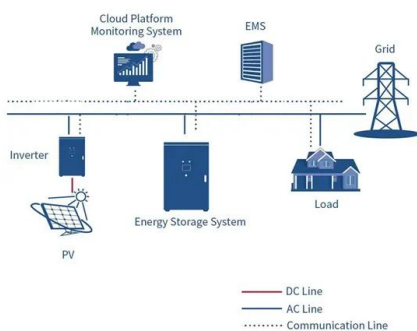 Cloud Platform
Monitoring System
EMS
Grid
Inverter
Energy Storage System
Load
PV
DC Line
AC Line
Communication Line